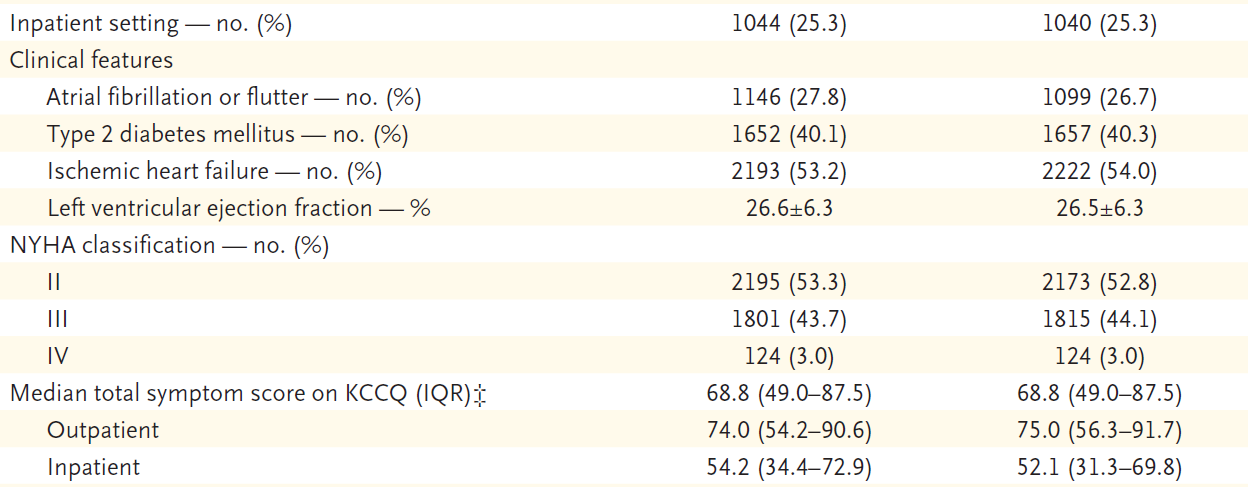 Inpatient setting — no. (%) 1044 (25.3) 1040 (25.3)
Clinical features
Atrial fibrillation or flutter — no. (%) 1146 (27.8) 1099 (26.7)
Type 2 diabetes mellitus — no. (%) 1652 (40.1) 1657 (40.3)
Ischemic heart failure — no. (%) 2193 (53.2) 2222 (54.0)
Left ventricular ejection fraction — % 26.6±6.3 26.5±6.3
NYHA classification — no. (%)
II 2195 (53.3) 2173 (52.8)
III 1801 (43.7) 1815 (44.1)
IV 124 (3.0) 124 (3.0)
Median total symptom score on KCCQ (IQR)‡ 68.8 (49.0–87.5) 68.8 (49.0–87.5)
Outpatient 74.0 (54.2–90.6) 75.0 (56.3–91.7)
Inpatient 54.2 (34.4–72.9) 52.1 (31.3–69.8)